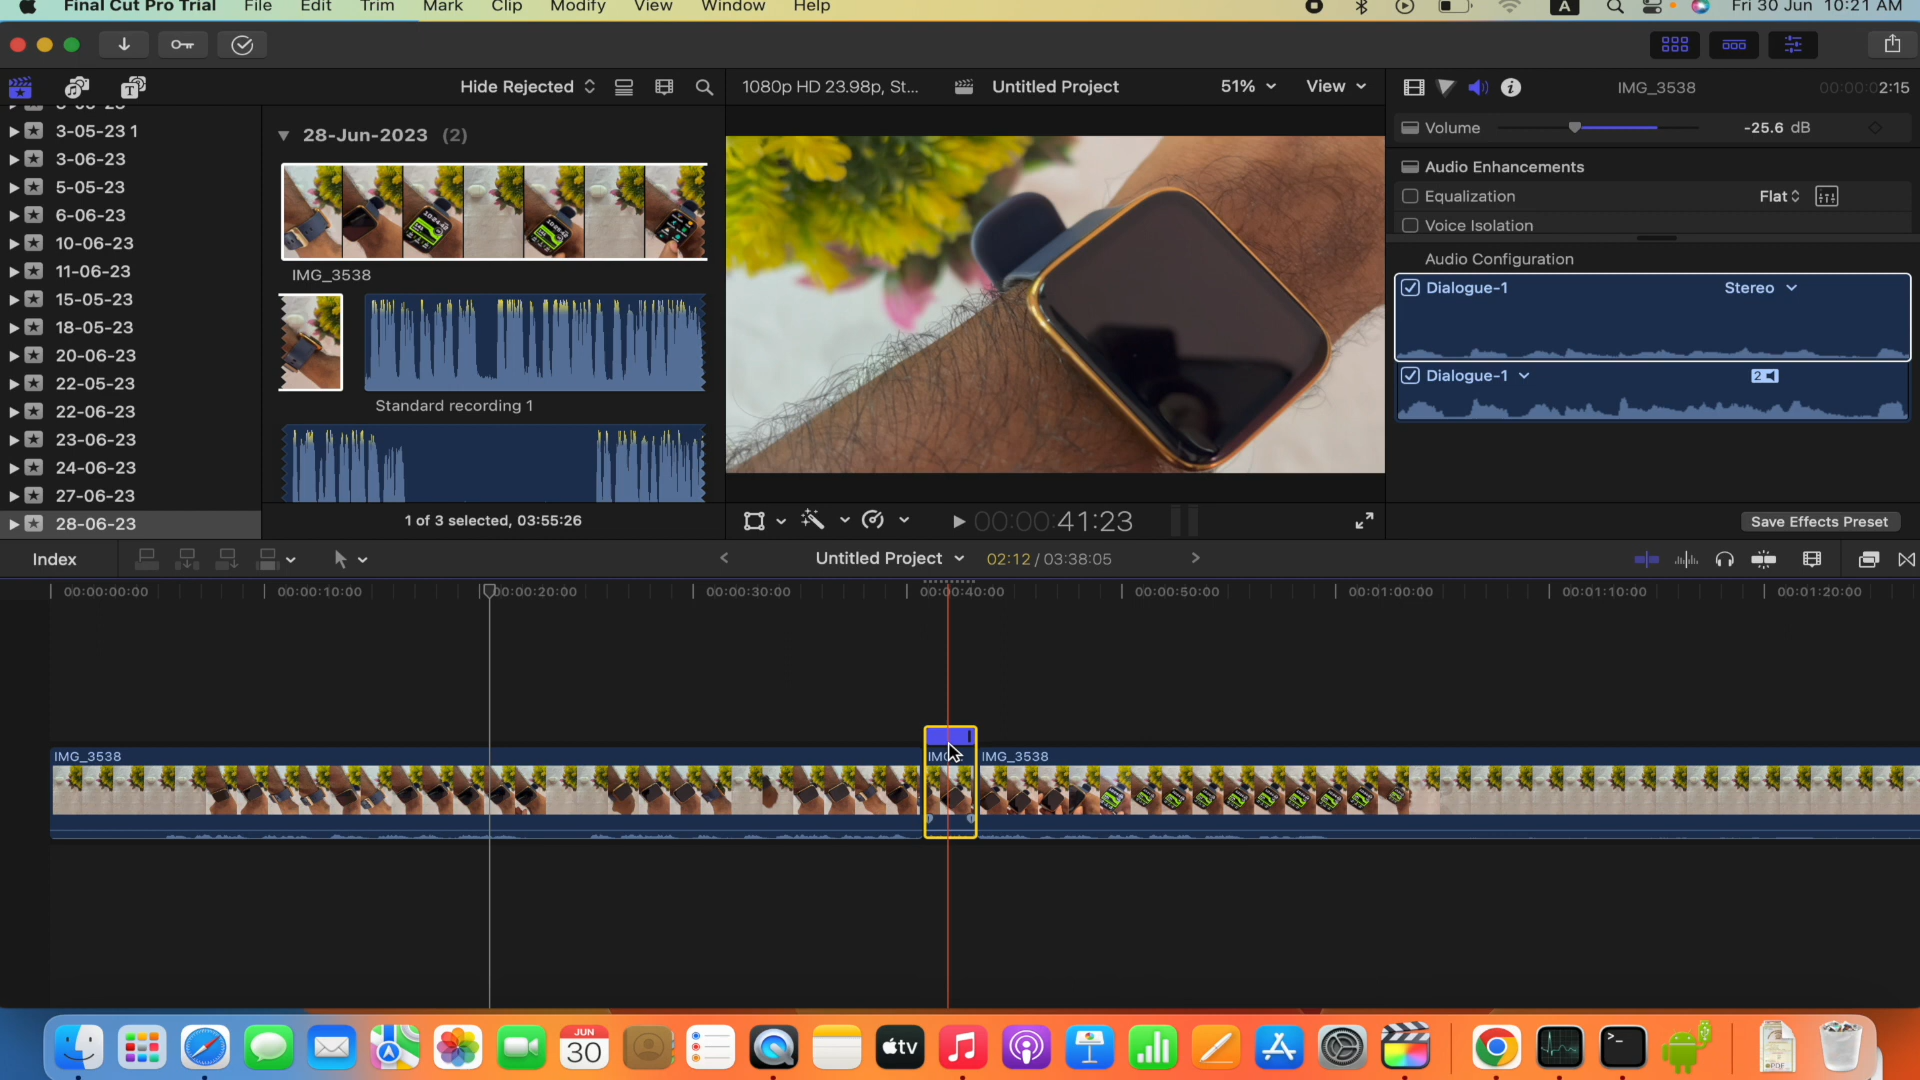 Final Cut Pro Trial File Edit Trim Mark Clip Modify View Window Help A Fri 30 Jun 10:21 AM
Hide Rejected 1080p HD 23.98p, St... Untitled Project 51% View IMG_3538 00:00:02:15
3-05-23 1
3-06-23
5-05-23
6-06-23
10-06-23
11-06-23
15-05-23
18-05-23
20-06-23
22-05-23
22-06-23
23-06-23
24-06-23
27-06-23
28-06-23
28-Jun-2023 (2)
IMG_3538
Standard recording 1
1 of 3 selected, 03:55:26
00:00:41:23
Volume -25.6 dB
Audio Enhancements
Equalization Flat
Voice Isolation
Audio Configuration
Dialogue-1 Stereo
Dialogue-1 2
Save Effects Preset
Index Untitled Project 02:12 / 03:38:05
00:00:00:00 00:00:10:00 00:00:20:00 00:00:30:00 00:00:40:00 00:00:50:00 00:01:00:00 00:01:10:00 00:01:20:00
IMG_3538 IMG_3538
JUN
30
tv